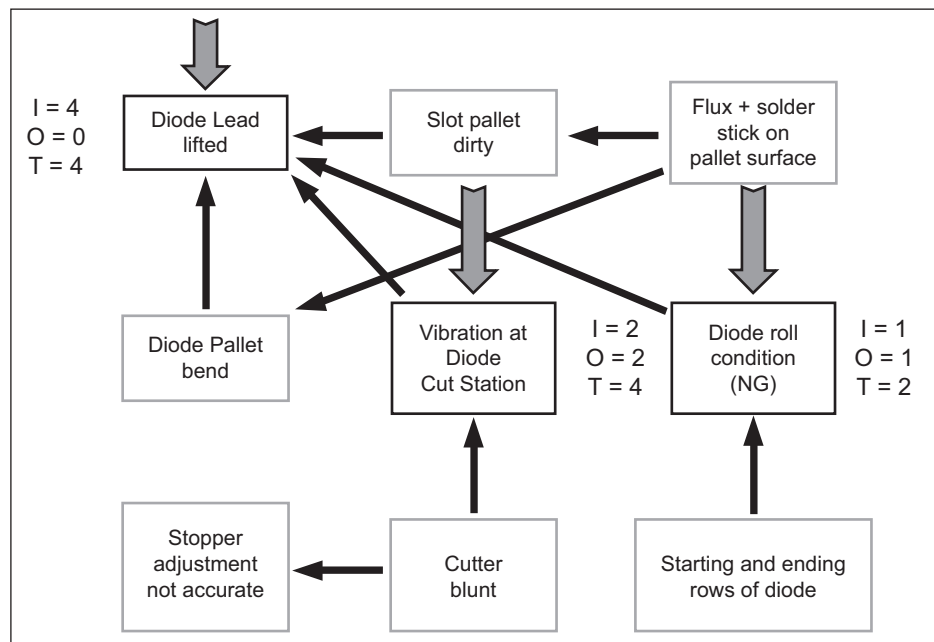 I = 4
O = 0
T = 4
Diode Lead
lifted
Slot pallet
dirty
Flux + solder
stick on
pallet surface
Diode Pallet
bend
Vibration at
Diode
Cut Station
I = 2
O = 2
T = 4
Diode roll
condition
(NG)
I = 1
O = 1
T = 2
Stopper
adjustment
not accurate
Cutter
blunt
Starting and ending
rows of diode